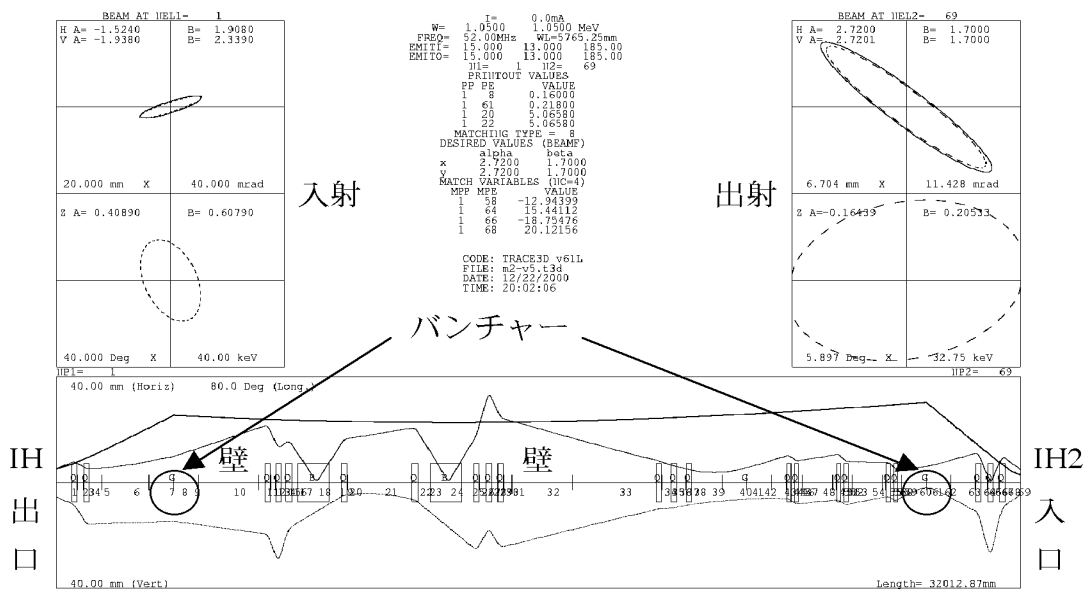 BEAM AT NEL1= 1
H A= -1.5240 B= 1.9080
V A= -1.9380 B= 2.3390
20.000 mm X 40.000 mrad
Z A= 0.40890 B= 0.60790
40.000 Deg X 40.00 keV
NP1= 1
入射
I= 0.0mA
W= 1.0500 1.0500 MeV
FREQ= 52.00MHz WL=5765.25mm
EMITI= 15.000 13.000 185.00
EMITO= 15.000 13.000 185.00
N1= 1 N2= 69
PRINTOUT VALUES
PP PE VALUE
1 8 0.16000
1 61 0.21800
1 20 5.06580
1 22 5.06580
MATCHING TYPE = 8
DESIRED VALUES (BEAMF)
alpha beta
x 2.7200 1.7000
y 2.7200 1.7000
MATCH VARIABLES (NC=4)
MPP MPE VALUE
1 58 -12.94399
1 64 15.44112
1 66 -18.75476
1 68 20.12156
CODE: TRACE3D v61L
FILE: m2-v5.t3d
DATE: 12/22/2000
TIME: 20:02:06
BEAM AT NEL2= 69
H A= 2.7200 B= 1.7000
V A= 2.7201 B= 1.7000
6.704 mm X 11.428 mrad
Z A=-0.16439 B= 0.20533
5.897 Deg X 32.75 keV
NP2= 69
出射
バンチャー
40.00 mm (Horiz) 80.0 Deg (Long.)
壁 壁
IH
出
口
IH2
入
口
40.00 mm (Vert) Length= 32012.87mm